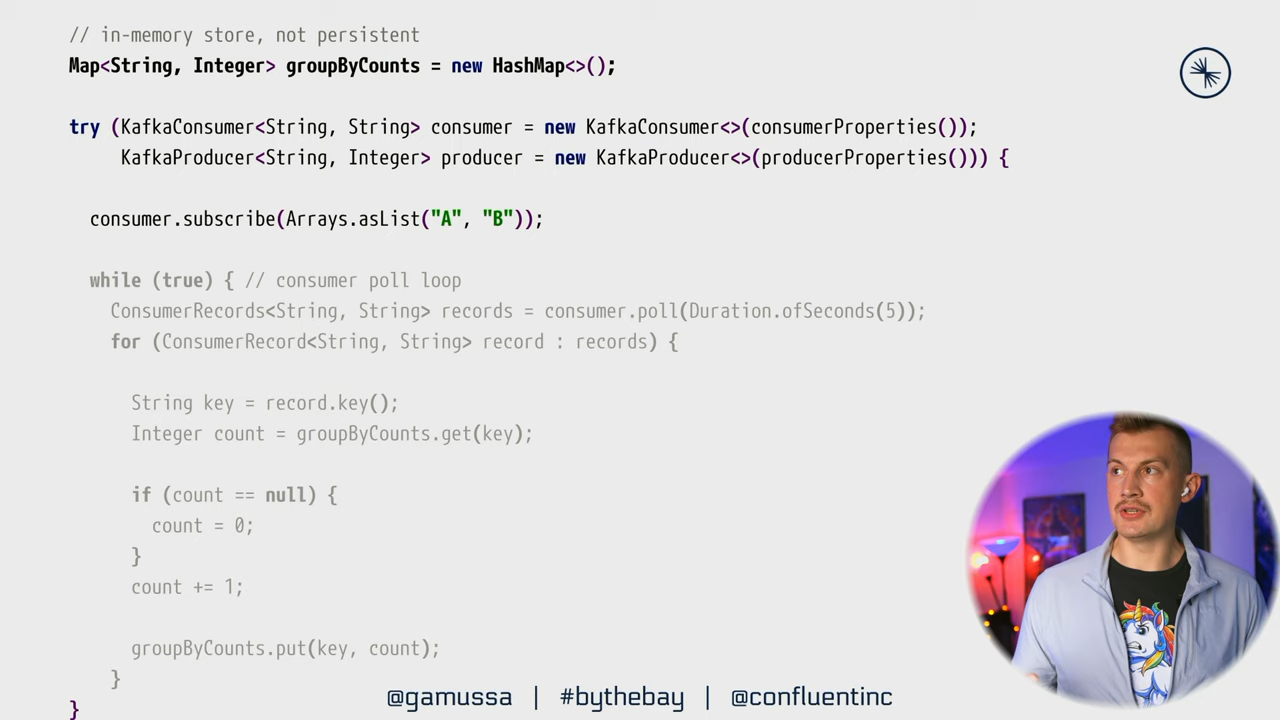 // in-memory store, not persistent
Map<String, Integer> groupByCounts = new HashMap<>();
try (KafkaConsumer<String, String> consumer = new KafkaConsumer<>(consumerProperties());
KafkaProducer<String, Integer> producer = new KafkaProducer<>(producerProperties())) {
consumer.subscribe(Arrays.asList("A", "B"));
while (true) { // consumer poll loop
ConsumerRecords<String, String> records = consumer.poll(Duration.ofSeconds(5));
for (ConsumerRecord<String, String> record : records) {
String key = record.key();
Integer count = groupByCounts.get(key);
if (count == null) {
count = 0;
}
count += 1;
groupByCounts.put(key, count);
}
}
@gamussa | #bythebay | @confluentinc